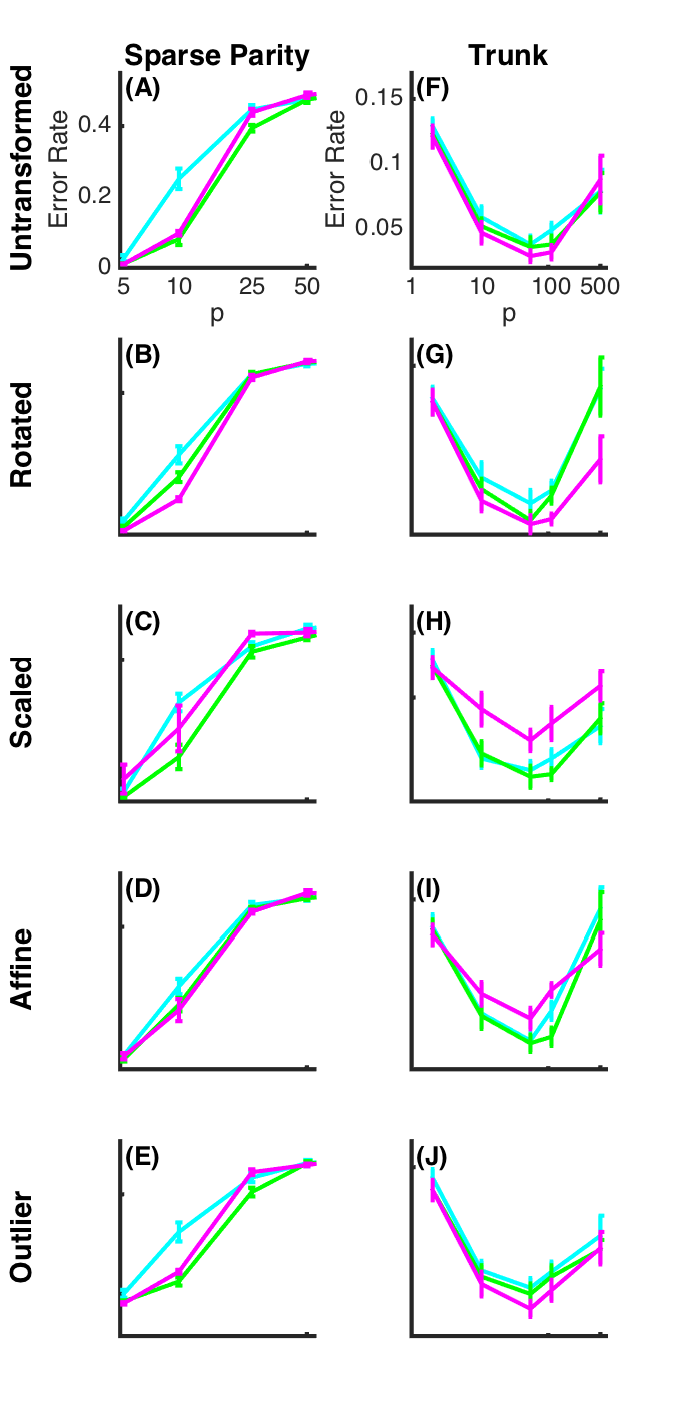 Sparse Parity
Trunk
Untransformed
Error Rate
(A)
0.4
0.2
0
5 10 25 50
p
Error Rate
(F)
0.15
0.1
0.05
1 10 100 500
p
Rotated
(B)
(G)
Scaled
(C)
(H)
Affine
(D)
(I)
Outlier
(E)
(J)